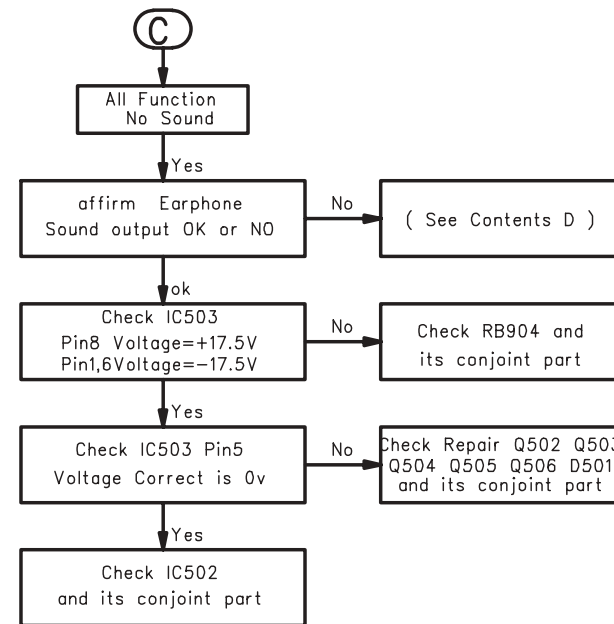 C
All Function
No Sound
Yes
affirm Earphone
Sound output OK or NO
No
( See Contents D )
ok
Check IC503
Pin8 Voltage=+17.5V
Pin1,6Voltage=-17.5V
No
Check RB904 and
its conjoint part
Yes
Check IC503 Pin5
Voltage Correct is 0v
No
Check Repair Q502 Q503
Q504 Q505 Q506 D501
and its conjoint part
Yes
Check IC502
and its conjoint part